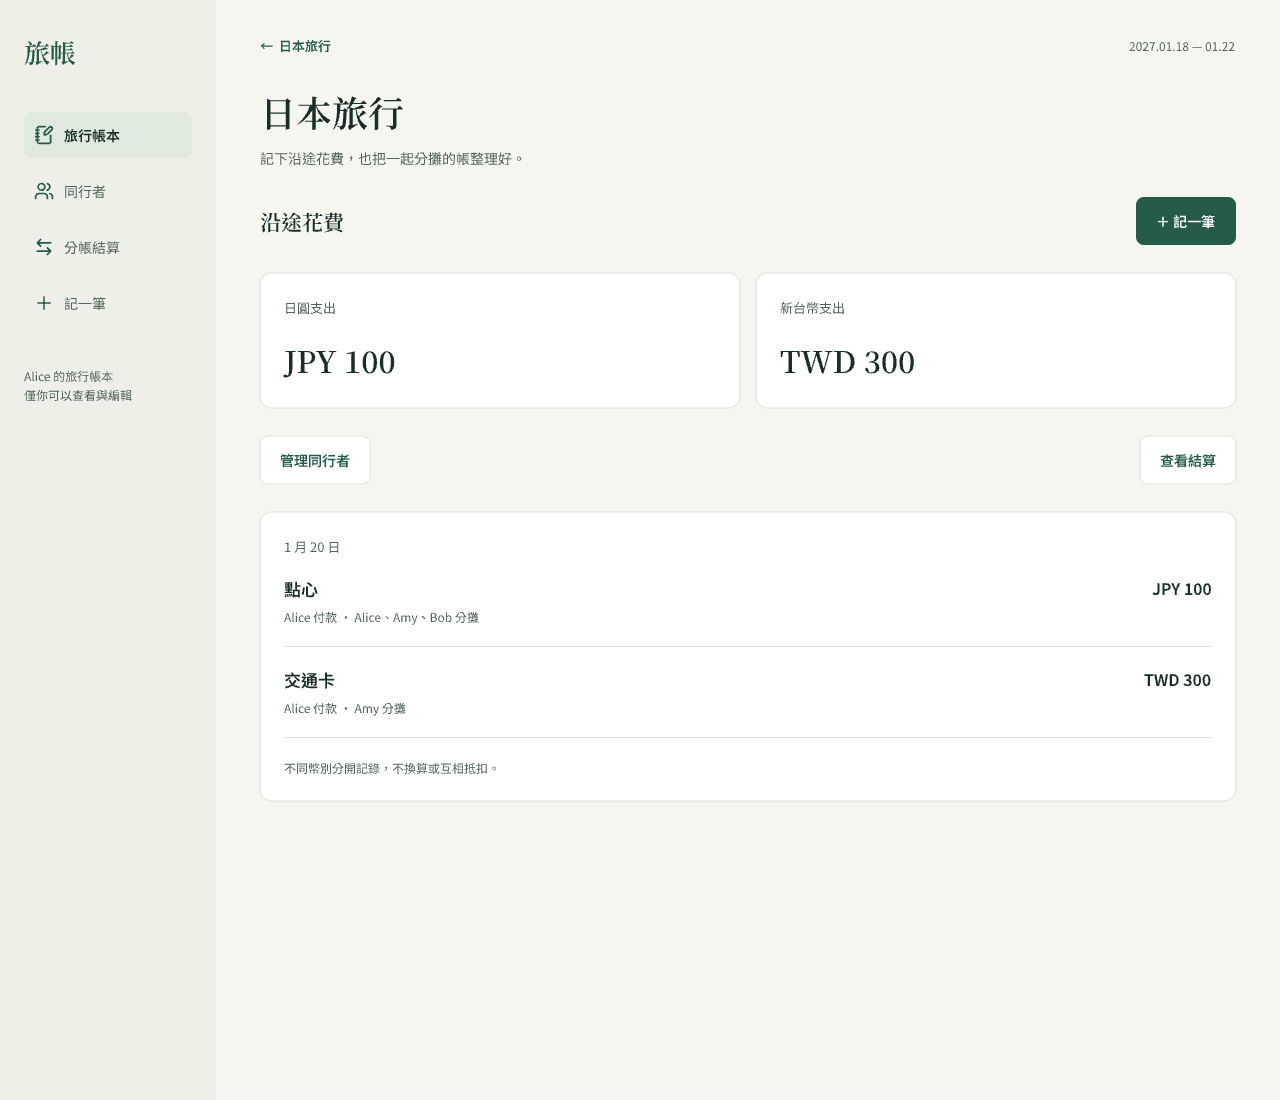 旅帳
旅行帳本
同行者
分帳結算
記一筆
Alice 的旅行帳本
僅你可以查看與編輯
← 日本旅行
2027.01.18 — 01.22
日本旅行
記下沿途花費，也把一起分攤的帳整理好。
沿途花費
＋ 記一筆
日圓支出
JPY 100
新台幣支出
TWD 300
管理同行者
查看結算
1 月 20 日
點心
JPY 100
Alice 付款 · Alice、Amy、Bob 分攤
交通卡
TWD 300
Alice 付款 · Amy 分攤
不同幣別分開記錄，不換算或互相抵扣。